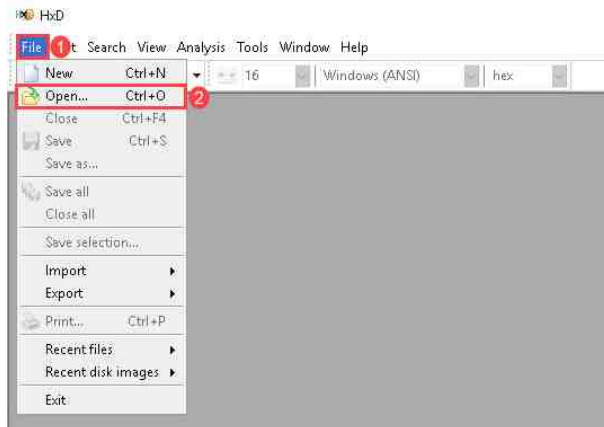 HxD
File 1 t Search View Analysis Tools Window Help
New Ctrl+N 16 Windows (ANSI) hex
Open... Ctrl+O 2
Close Ctrl+F4
Save Ctrl+S
Save as...
Save all
Close all
Save selection...
Import
Export
Print... Ctrl+P
Recent files
Recent disk images
Exit